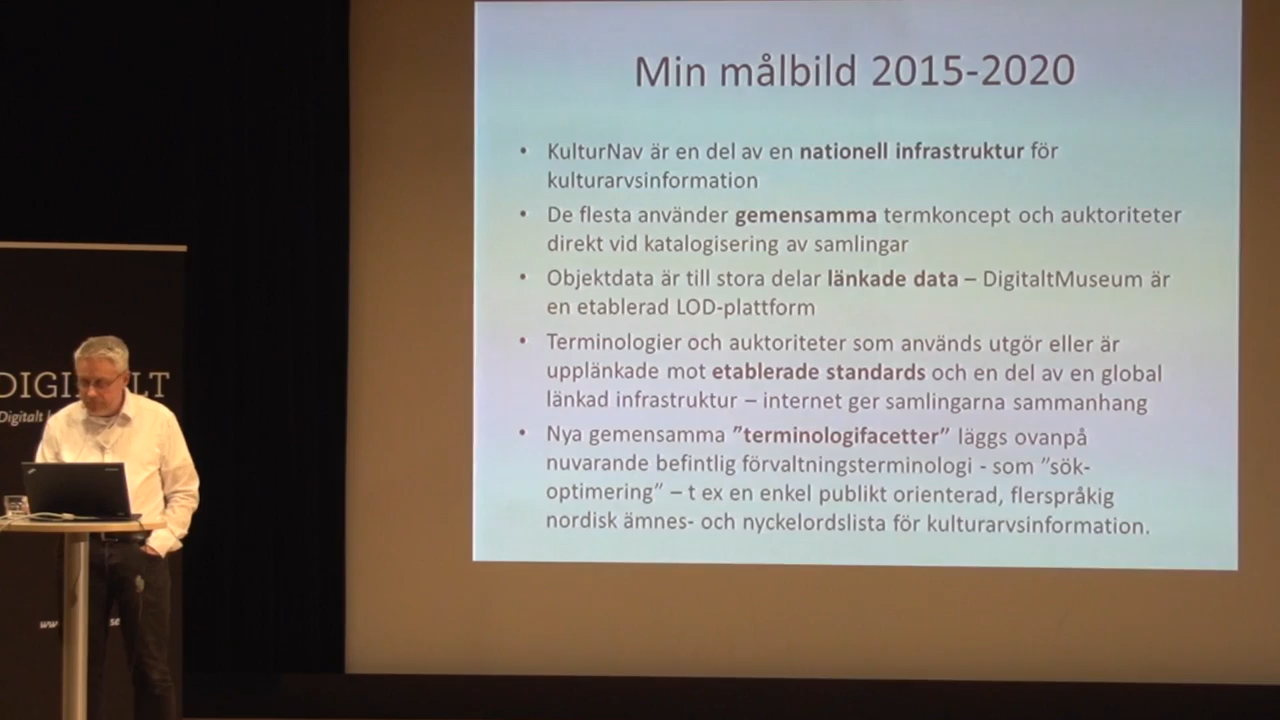 Min målbild 2015-2020
• KulturNav är en del av en nationell infrastruktur för
kulturarvsinformation
• De flesta använder gemensamma termkoncept och auktoriteter
direkt vid katalogisering av samlingar
• Objektdata är till stora delar länkade data – DigitaltMuseum är
en etablerad LOD-plattform
• Terminologier och auktoriteter som används utgör eller är
upplänkade mot etablerade standards och en del av en global
länkad infrastruktur – internet ger samlingarna sammanhang
• Nya gemensamma ”terminologifacetter” läggs ovanpå
nuvarande befintlig förvaltningsterminologi - som ”sök-
optimering” – t ex en enkel publikt orienterad, flerspråkig
nordisk ämnes- och nyckelordslista för kulturarvsinformation.
DIGI LT
Digitalt
ww se